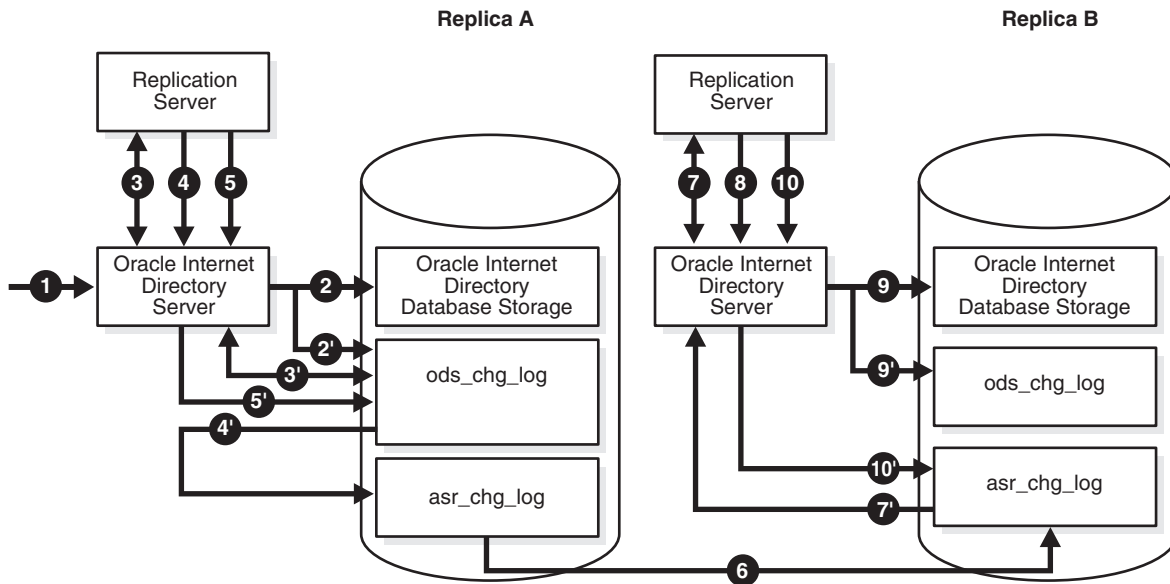 Replica A
Replica B
Replication
Server
Replication
Server
3
4
5
7
8
10
1
Oracle Internet
Directory
Server
2
Oracle Internet
Directory
Database Storage
Oracle Internet
Directory
Server
9
Oracle Internet
Directory
Database Storage
2'
3'
5'
4'
ods_chg_log
9'
ods_chg_log
asr_chg_log
10'
7'
asr_chg_log
6